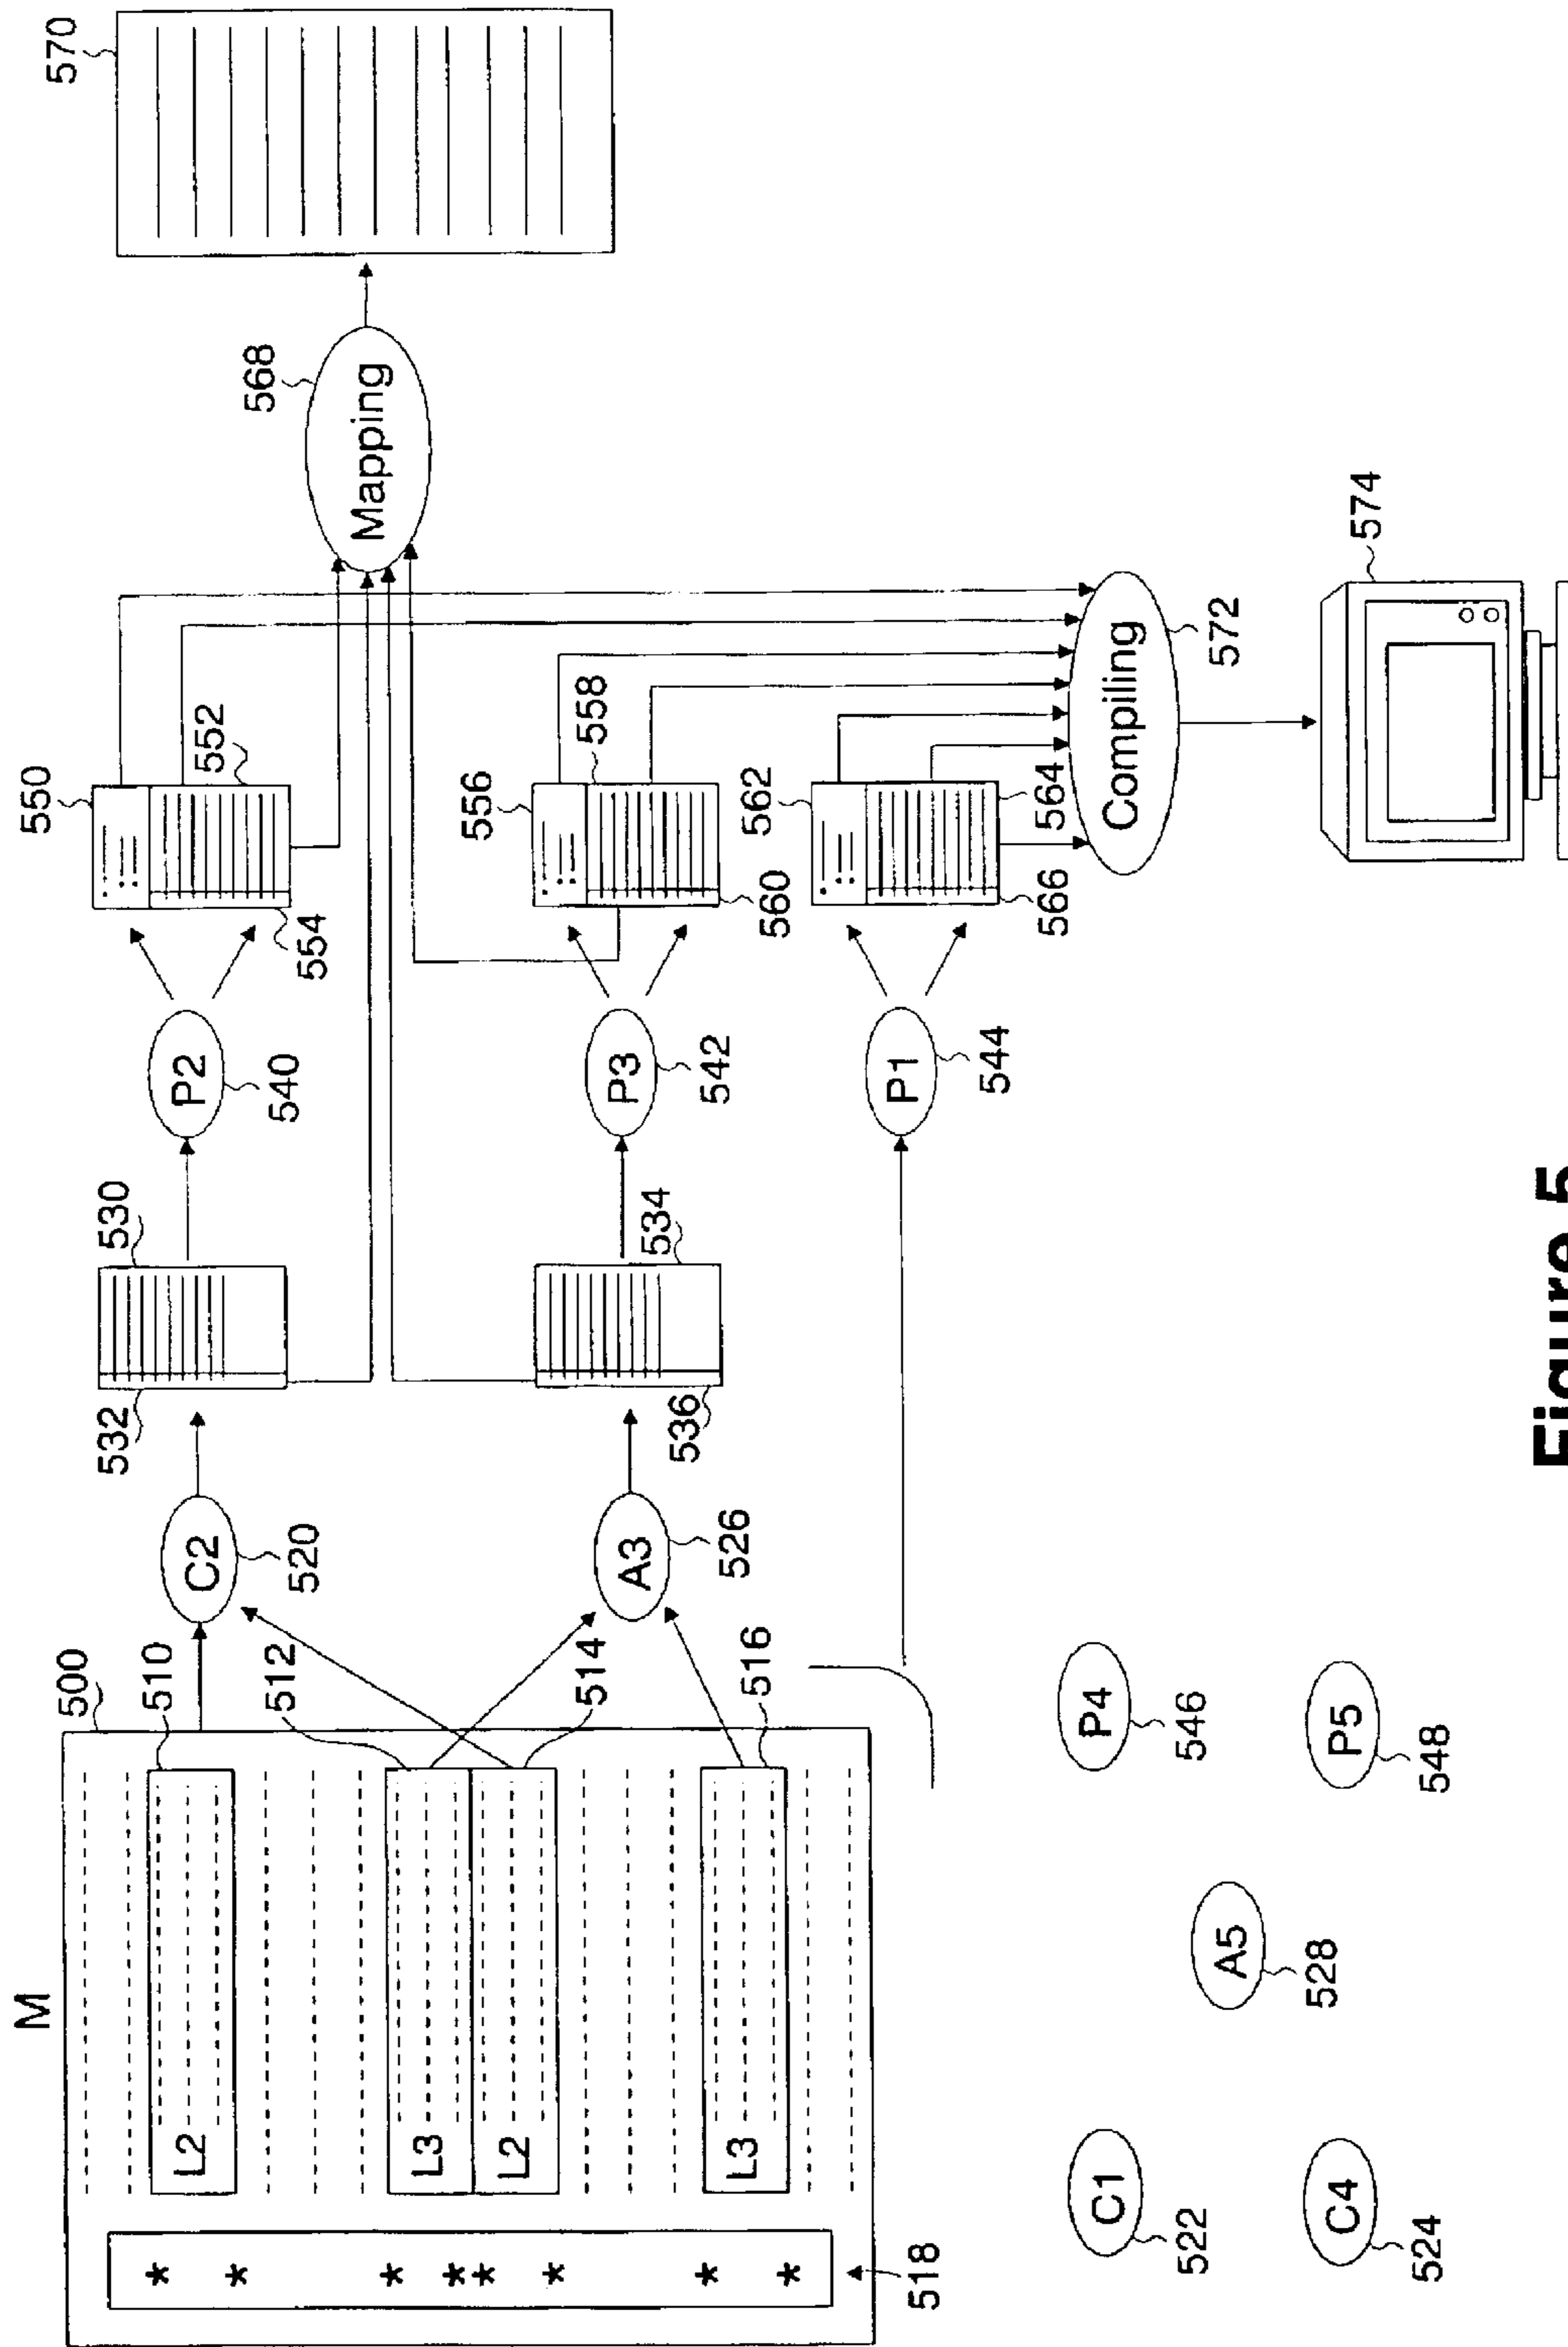 M
500
570
550
532
530
510
552
L2
C2
P2
520
540
554
568
512
Mapping
L3
L2
514
556
558
A3
P3
526
534
536
542
L3
516
560
562
P1
544
564
566
* * * * * * * *
518
C1
522
P4
546
Compiling
572
A5
528
C4
524
P5
548
574
Figure 5